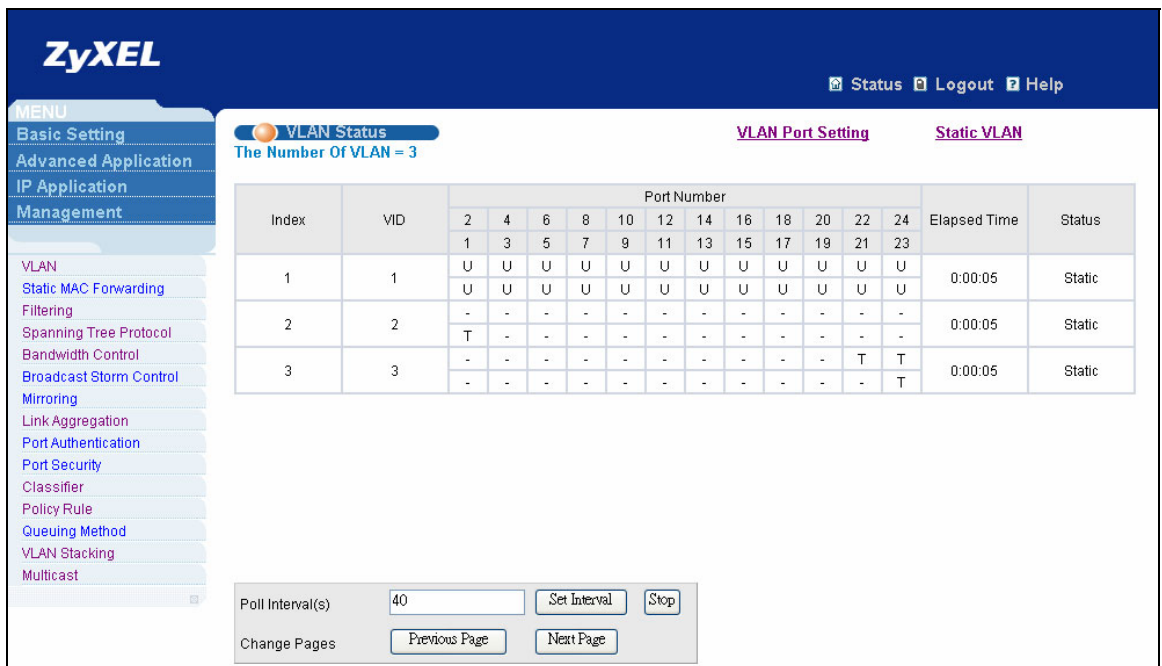 ZyXEL
Status Logout Help
MENU
Basic Setting
Advanced Application
IP Application
Management
VLAN
Static MAC Forwarding
Filtering
Spanning Tree Protocol
Bandwidth Control
Broadcast Storm Control
Mirroring
Link Aggregation
Port Authentication
Port Security
Classifier
Policy Rule
Queuing Method
VLAN Stacking
Multicast
VLAN Status VLAN Port Setting Static VLAN
The Number Of VLAN = 3
Index VID Port Number Elapsed Time Status
2 4 6 8 10 12 14 16 18 20 22 24
1 3 5 7 9 11 13 15 17 19 21 23
1 1 U U U U U U U U U U U U 0:00:05 Static
U U U U U U U U U U U U
2 2 - - - - - - - - - - - - 0:00:05 Static
T - - - - - - - - - - -
3 3 - - - - - - - - - - T T 0:00:05 Static
- - - - - - - - - - - T
Poll Interval(s) 40 Set Interval Stop
Change Pages Previous Page Next Page